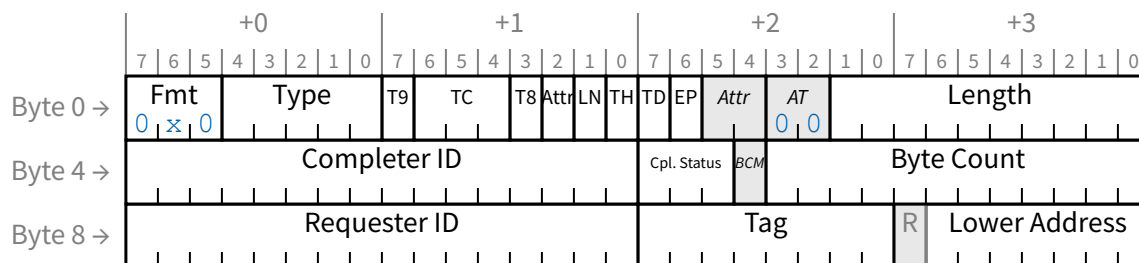 +0 +1 +2 +3
7 6 5 4 3 2 1 0 7 6 5 4 3 2 1 0 7 6 5 4 3 2 1 0 7 6 5 4 3 2 1 0
Byte 0 → Fmt Type T9 TC T8 Attr LN TH TD EP Attr AT Length
0 x 0 0 0
Byte 4 → Completer ID Cpl. Status BCM Byte Count
Byte 8 → Requester ID Tag R Lower Address